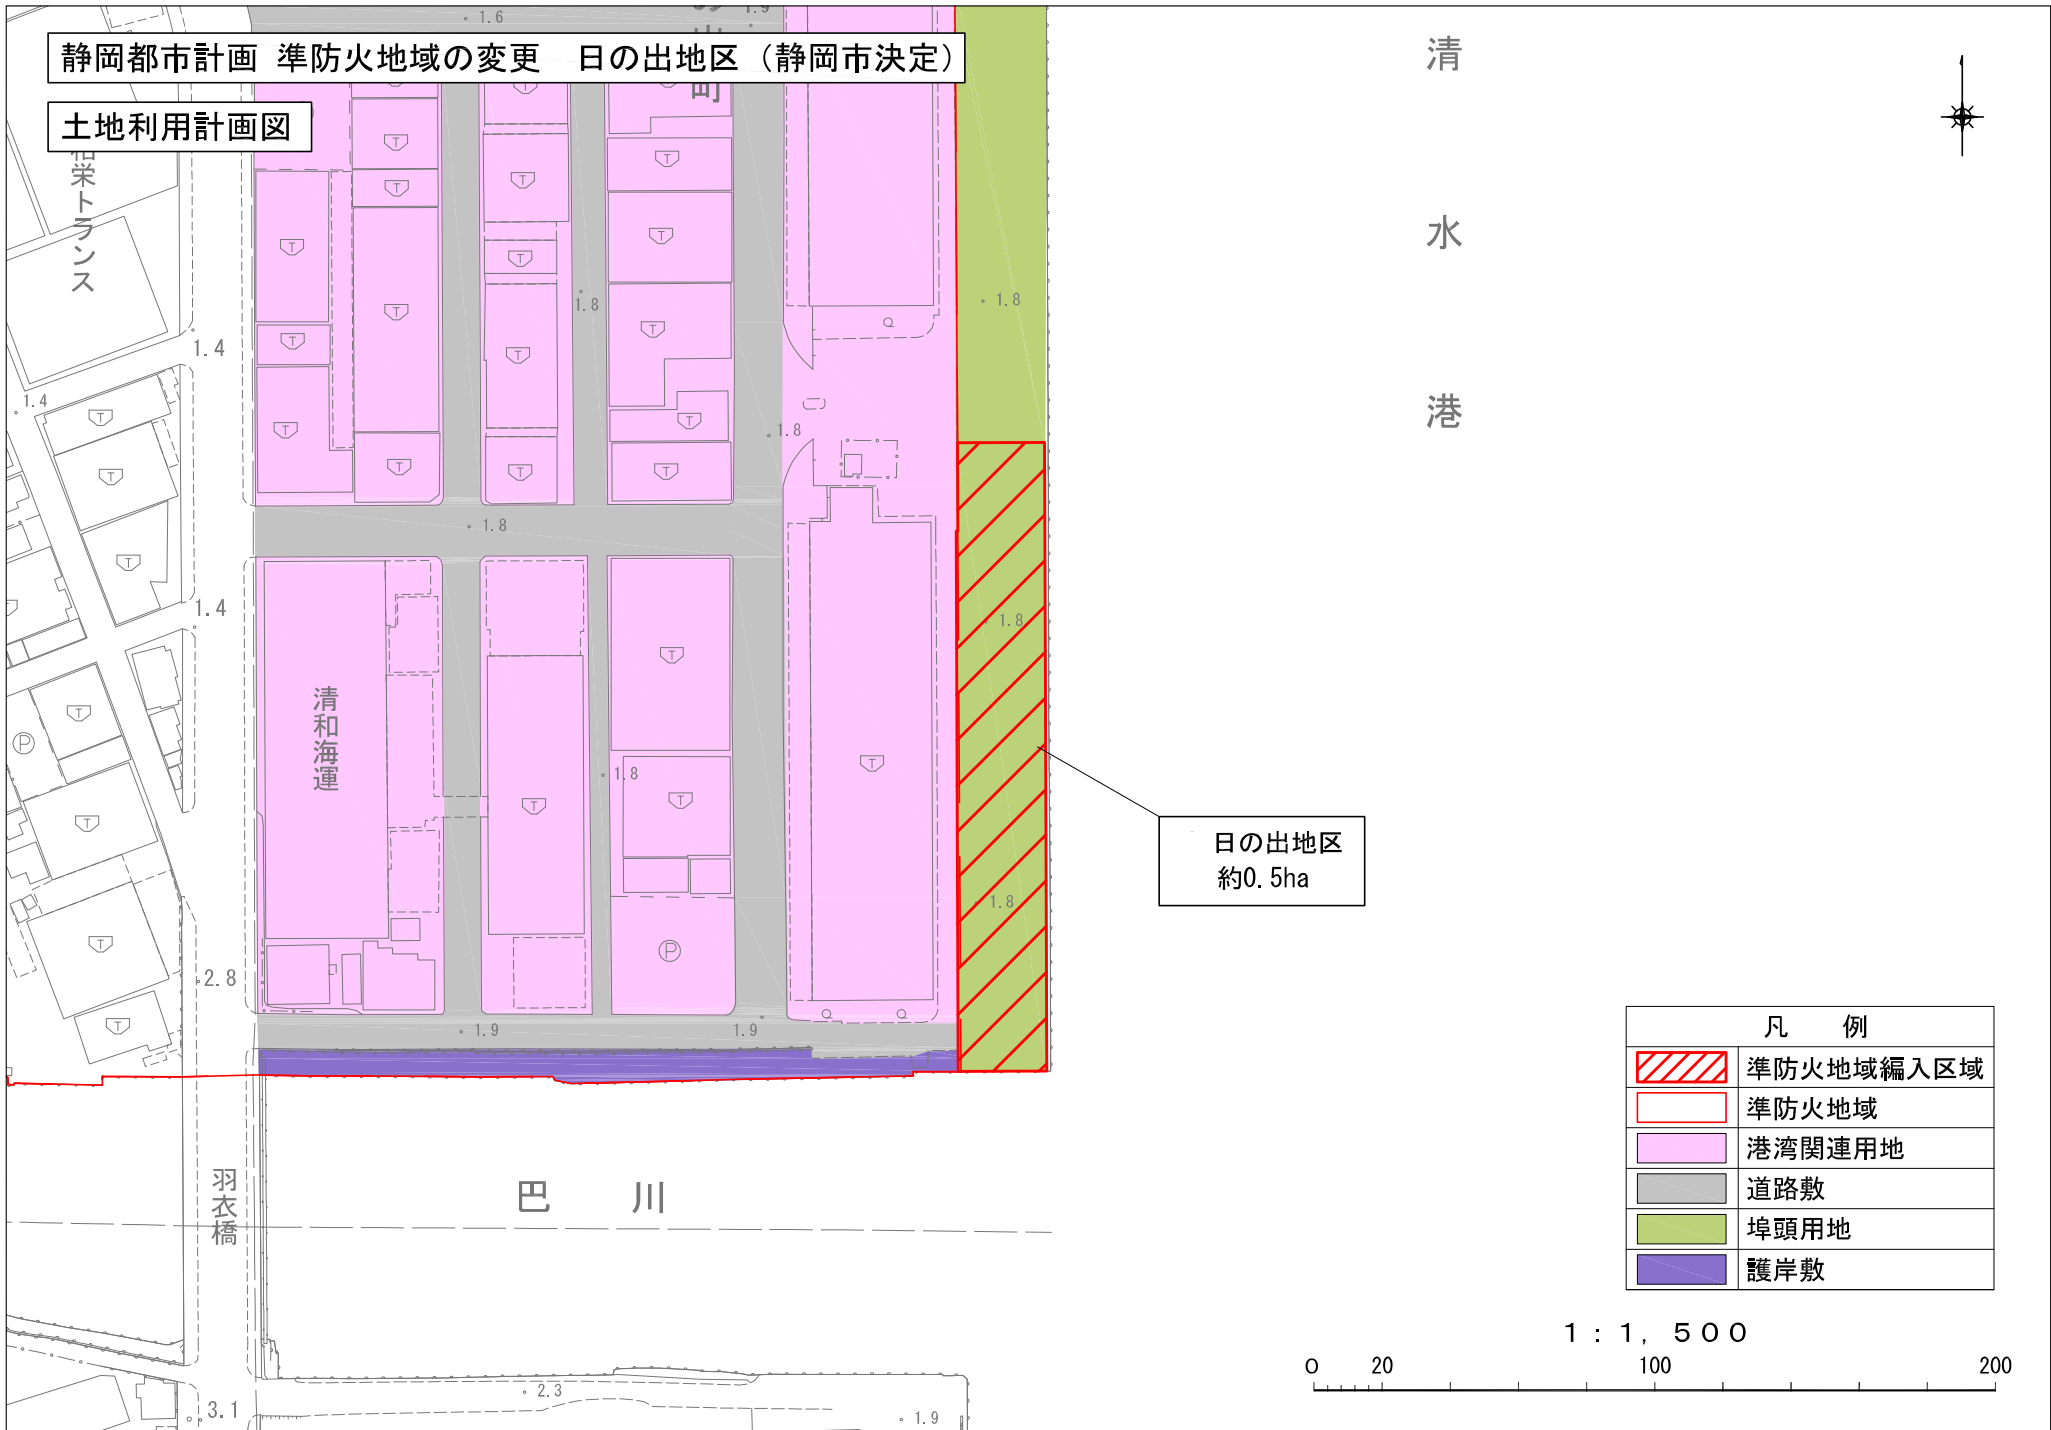 静岡都市計画 準防火地域の変更 日の出地区（静岡市決定）
土地利用計画図
清水港
1.6
1.9
町
栄トランス
1.4
1.4
1.8
1.8
1.8
1.8
1.4
1.8
清和海運
1.8
日の出地区
約0.5ha
1.8
2.8
1.9
1.9
羽衣橋
巴川
2.3
3.1
1.9
凡例
準防火地域編入区域
準防火地域
港湾関連用地
道路敷
埠頭用地
護岸敷
1：1,500
0 20 100 200